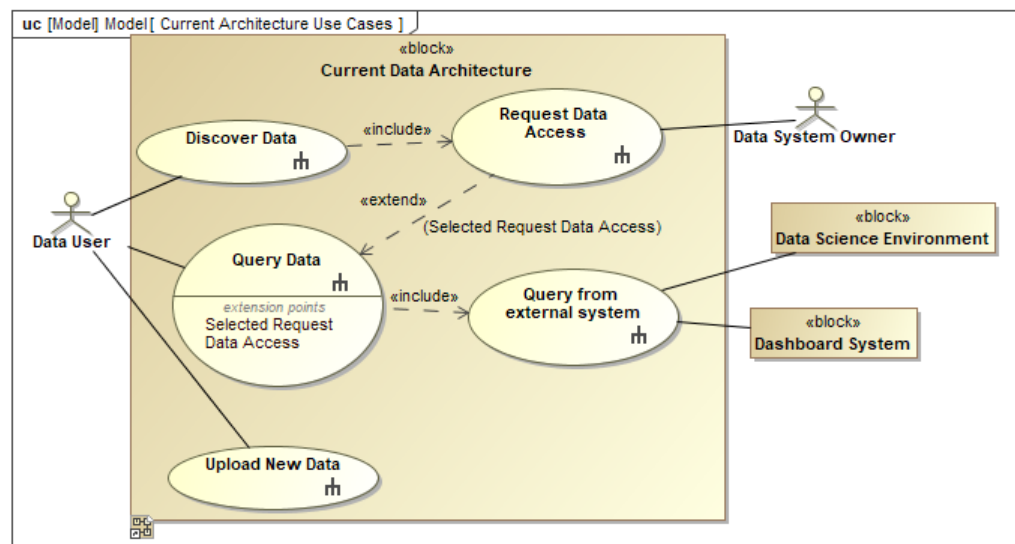 uc [Model] Model[ Current Architecture Use Cases ]
«block»
Current Data Architecture
Discover Data
«include»
Request Data
Access
Data System Owner
«extend»
(Selected Request Data Access)
Data User
Query Data
extension points
Selected Request
Data Access
«include»
Query from
external system
«block»
Data Science Environment
«block»
Dashboard System
Upload New Data